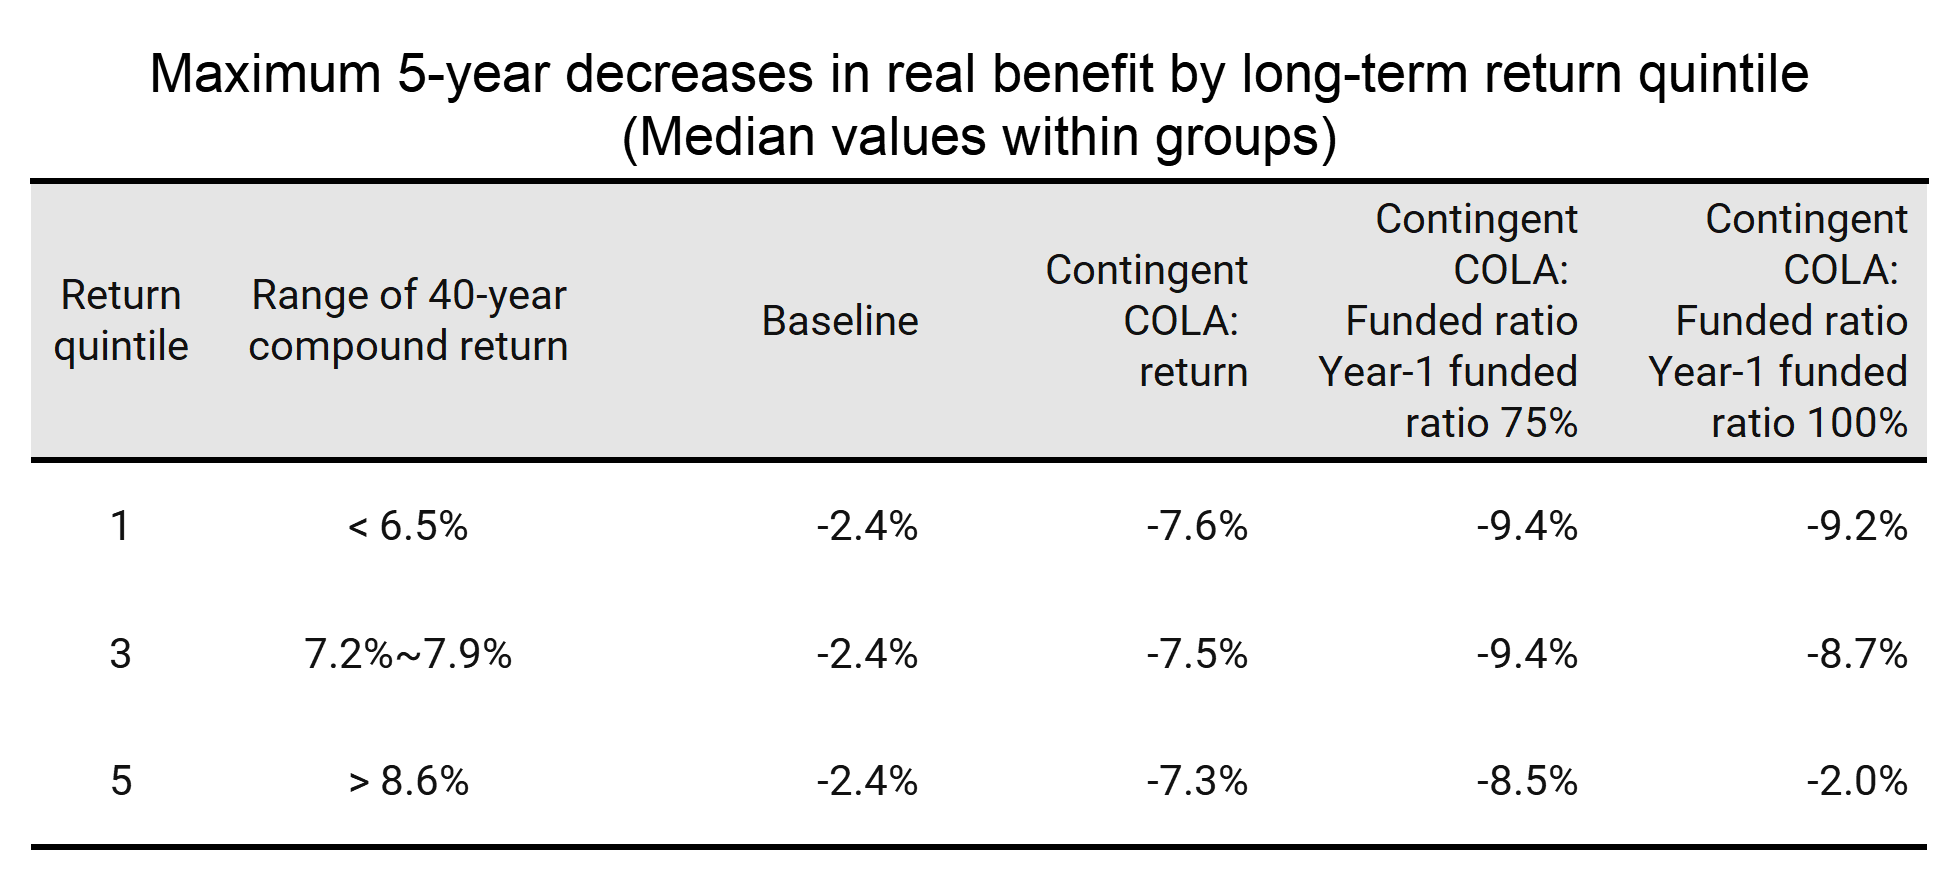 Maximum 5-year decreases in real benefit by long-term return quintile
(Median values within groups)
Return
quintile
Range of 40-year
compound return
Baseline
Contingent
COLA:
return
Contingent
COLA:
Funded ratio
Year-1 funded
ratio 75%
Contingent
COLA:
Funded ratio
Year-1 funded
ratio 100%
1 < 6.5% -2.4% -7.6% -9.4% -9.2%
3 7.2%~7.9% -2.4% -7.5% -9.4% -8.7%
5 > 8.6% -2.4% -7.3% -8.5% -2.0%